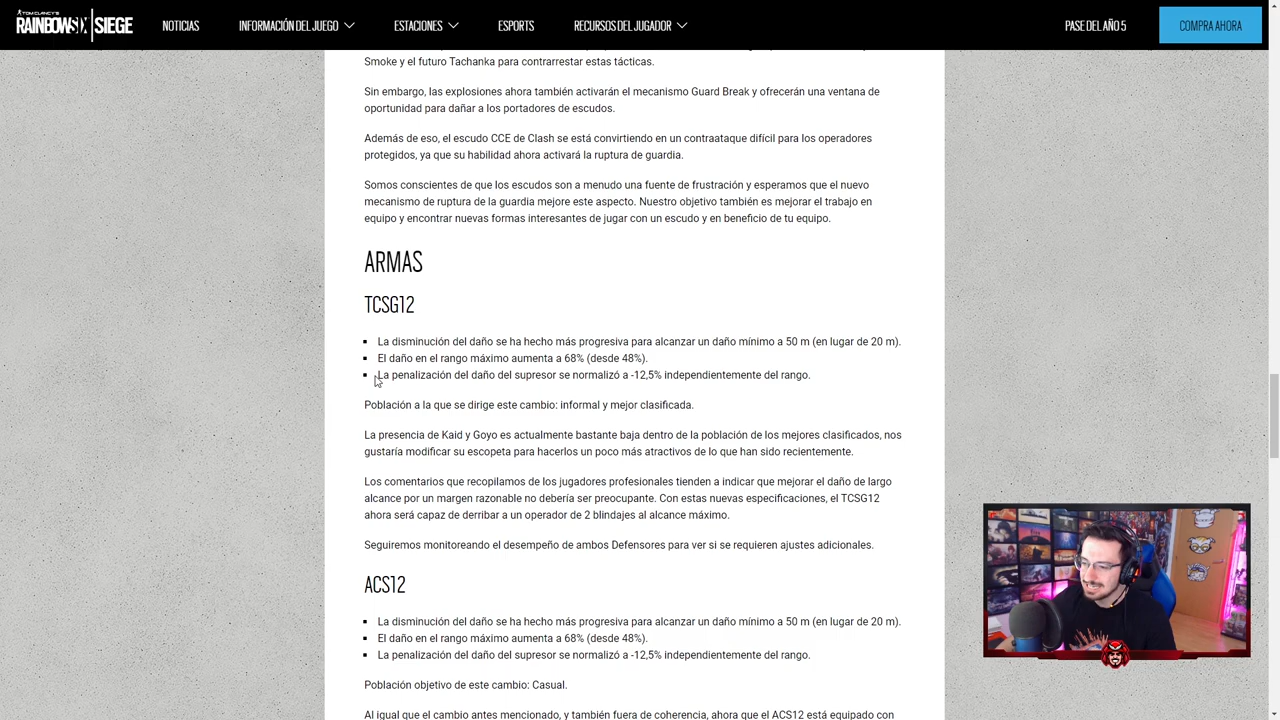 TOM CLANCY'S
RAINBOWSIX SIEGE
NOTICIAS
INFORMACIÓN DEL JUEGO
ESTACIONES
ESPORTS
RECURSOS DEL JUGADOR
PASE DEL AÑO 5
COMPRA AHORA
Smoke y el futuro Tachanka para contrarrestar estas tácticas.
Sin embargo, las explosiones ahora también activarán el mecanismo Guard Break y ofrecerán una ventana de
oportunidad para dañar a los portadores de escudos.
Además de eso, el escudo CCE de Clash se está convirtiendo en un contraataque difícil para los operadores
protegidos, ya que su habilidad ahora activará la ruptura de guardia.
Somos conscientes de que los escudos son a menudo una fuente de frustración y esperamos que el nuevo
mecanismo de ruptura de la guardia mejore este aspecto. Nuestro objetivo también es mejorar el trabajo en
equipo y encontrar nuevas formas interesantes de jugar con un escudo y en beneficio de tu equipo.
ARMAS
TCSG12
La disminución del daño se ha hecho más progresiva para alcanzar un daño mínimo a 50 m (en lugar de 20 m).
El daño en el rango máximo aumenta a 68% (desde 48%).
La penalización del daño del supresor se normalizó a -12,5% independientemente del rango.
Población a la que se dirige este cambio: informal y mejor clasificada.
La presencia de Kaid y Goyo es actualmente bastante baja dentro de la población de los mejores clasificados, nos
gustaría modificar su escopeta para hacerlos un poco más atractivos de lo que han sido recientemente.
Los comentarios que recopilamos de los jugadores profesionales tienden a indicar que mejorar el daño de largo
alcance por un margen razonable no debería ser preocupante. Con estas nuevas especificaciones, el TCSG12
ahora será capaz de derribar a un operador de 2 blindajes al alcance máximo.
Seguiremos monitoreando el desempeño de ambos Defensores para ver si se requieren ajustes adicionales.
ACS12
La disminución del daño se ha hecho más progresiva para alcanzar un daño mínimo a 50 m (en lugar de 20 m).
El daño en el rango máximo aumenta a 68% (desde 48%).
La penalización del daño del supresor se normalizó a -12,5% independientemente del rango.
Población objetivo de este cambio: Casual.
Al igual que el cambio antes mencionado, y también fuera de coherencia, ahora que el ACS12 está equipado con